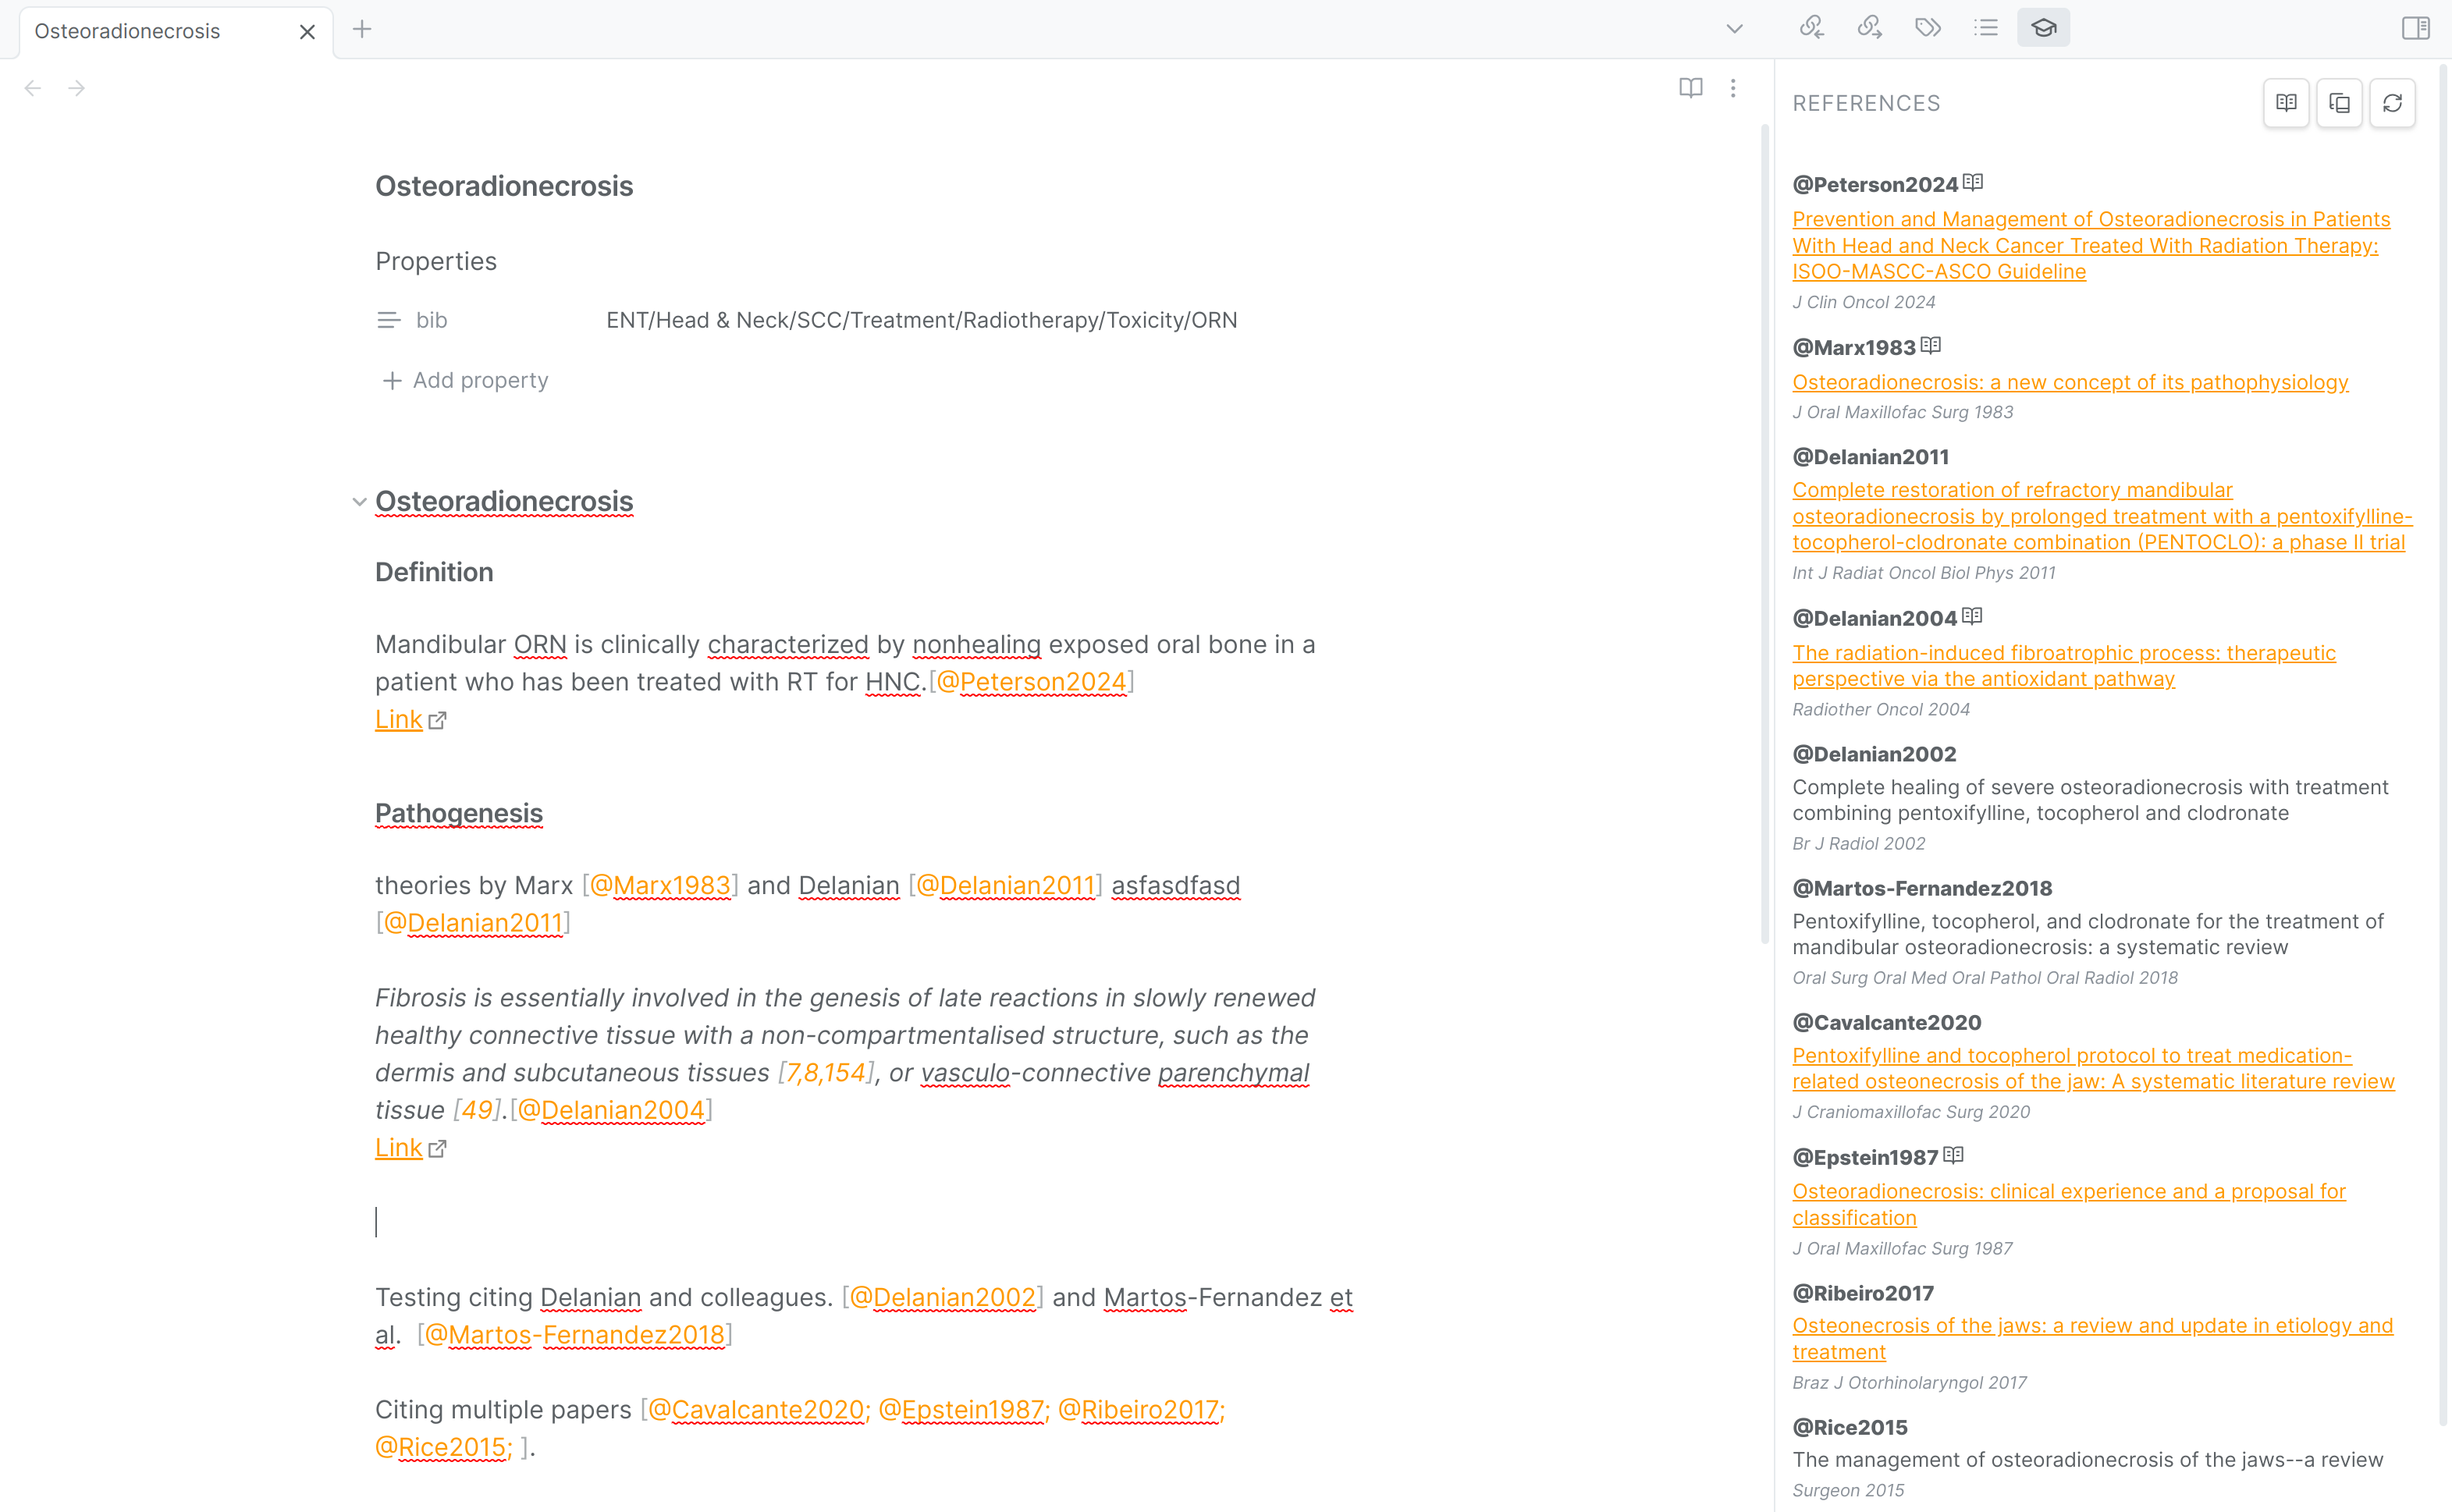 Osteoradionecrosis
Osteoradionecrosis
Properties
bib
ENT/Head & Neck/SCC/Treatment/Radiotherapy/Toxicity/ORN
Add property
Osteoradionecrosis
Definition
Mandibular ORN is clinically characterized by nonhealing exposed oral bone in a
patient who has been treated with RT for HNC.[@Peterson2024]
Link
Pathogenesis
theories by Marx [@Marx1983] and Delanian [@Delanian2011] asfasdfasd
[@Delanian2011]
Fibrosis is essentially involved in the genesis of late reactions in slowly renewed
healthy connective tissue with a non-compartmentalised structure, such as the
dermis and subcutaneous tissues [7,8,154], or vasculo-connective parenchymal
tissue [49].[@Delanian2004]
Link
Testing citing Delanian and colleagues. [@Delanian2002] and Martos-Fernandez et
al.  [@Martos-Fernandez2018]
Citing multiple papers [@Cavalcante2020; @Epstein1987; @Ribeiro2017;
@Rice2015; ].
REFERENCES
@Peterson2024
Prevention and Management of Osteoradionecrosis in Patients
With Head and Neck Cancer Treated With Radiation Therapy:
ISOO-MASCC-ASCO Guideline
J Clin Oncol 2024
@Marx1983
Osteoradionecrosis: a new concept of its pathophysiology
J Oral Maxillofac Surg 1983
@Delanian2011
Complete restoration of refractory mandibular
osteoradionecrosis by prolonged treatment with a pentoxifylline-
tocopherol-clodronate combination (PENTOCLO): a phase II trial
Int J Radiat Oncol Biol Phys 2011
@Delanian2004
The radiation-induced fibroatrophic process: therapeutic
perspective via the antioxidant pathway
Radiother Oncol 2004
@Delanian2002
Complete healing of severe osteoradionecrosis with treatment
combining pentoxifylline, tocopherol and clodronate
Br J Radiol 2002
@Martos-Fernandez2018
Pentoxifylline, tocopherol, and clodronate for the treatment of
mandibular osteoradionecrosis: a systematic review
Oral Surg Oral Med Oral Pathol Oral Radiol 2018
@Cavalcante2020
Pentoxifylline and tocopherol protocol to treat medication-
related osteonecrosis of the jaw: A systematic literature review
J Craniomaxillofac Surg 2020
@Epstein1987
Osteoradionecrosis: clinical experience and a proposal for
classification
J Oral Maxillofac Surg 1987
@Ribeiro2017
Osteonecrosis of the jaws: a review and update in etiology and
treatment
Braz J Otorhinolaryngol 2017
@Rice2015
The management of osteoradionecrosis of the jaws--a review
Surgeon 2015